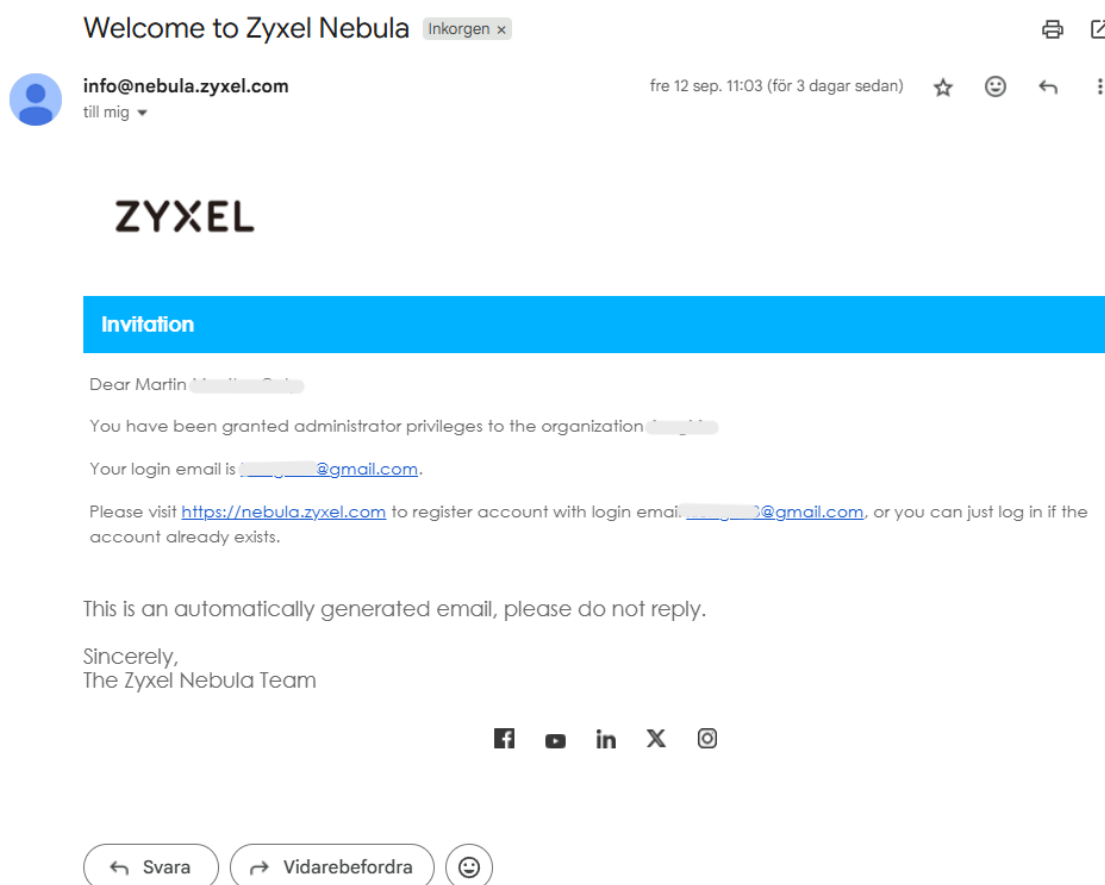 Welcome to Zyxel Nebula Inkorgen ×
info@nebula.zyxel.com fre 12 sep. 11:03 (för 3 dagar sedan)
till mig
ZYXEL
Invitation
Dear Martin
You have been granted administrator privileges to the organization
Your login email is @gmail.com.
Please visit https://nebula.zyxel.com to register account with login email @gmail.com, or you can just log in if the
account already exists.
This is an automatically generated email, please do not reply.
Sincerely,
The Zyxel Nebula Team
Svara Vidarebefordra